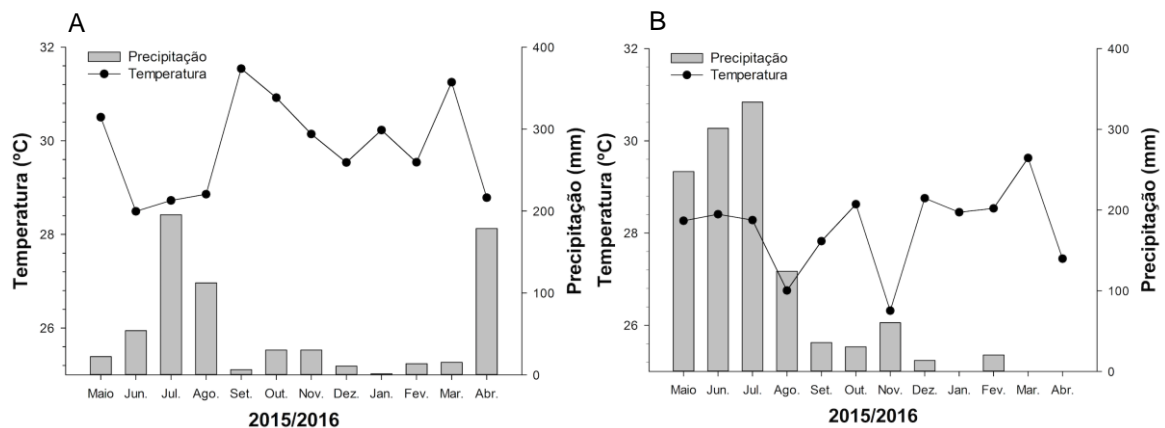 A
Precipitação
Temperatura
32
30
28
26
Temperatura (ºC)
400
300
200
100
0
Precipitação (mm)
Maio Jun. Jul. Ago. Set. Out. Nov. Dez. Jan. Fev. Mar. Abr.
2015/2016
B
Precipitação
Temperatura
32
30
28
26
Temperatura (ºC)
400
300
200
100
0
Precipitação (mm)
Maio Jun. Jul. Ago. Set. Out. Nov. Dez. Jan. Fev. Mar. Abr.
2015/2016